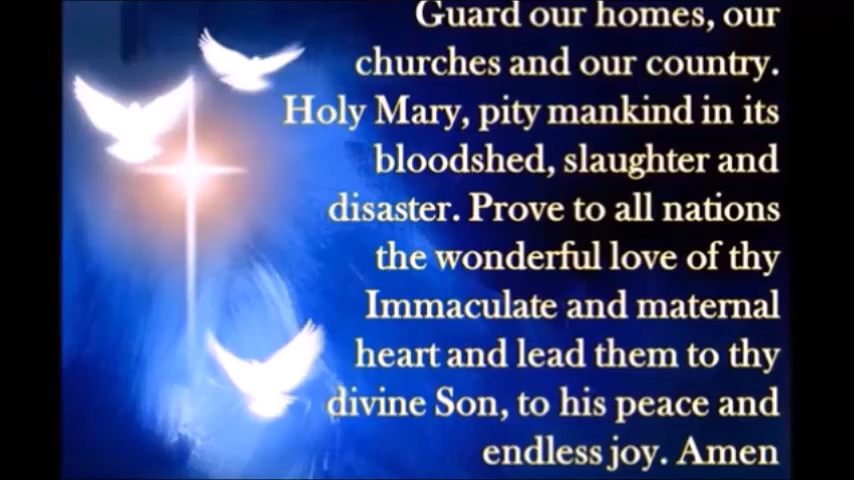 Guard our homes, our
churches and our country.
Holy Mary, pity mankind in its
bloodshed, slaughter and
disaster. Prove to all nations
the wonderful love of thy
Immaculate and maternal
heart and lead them to thy
divine Son, to his peace and
endless joy. Amen